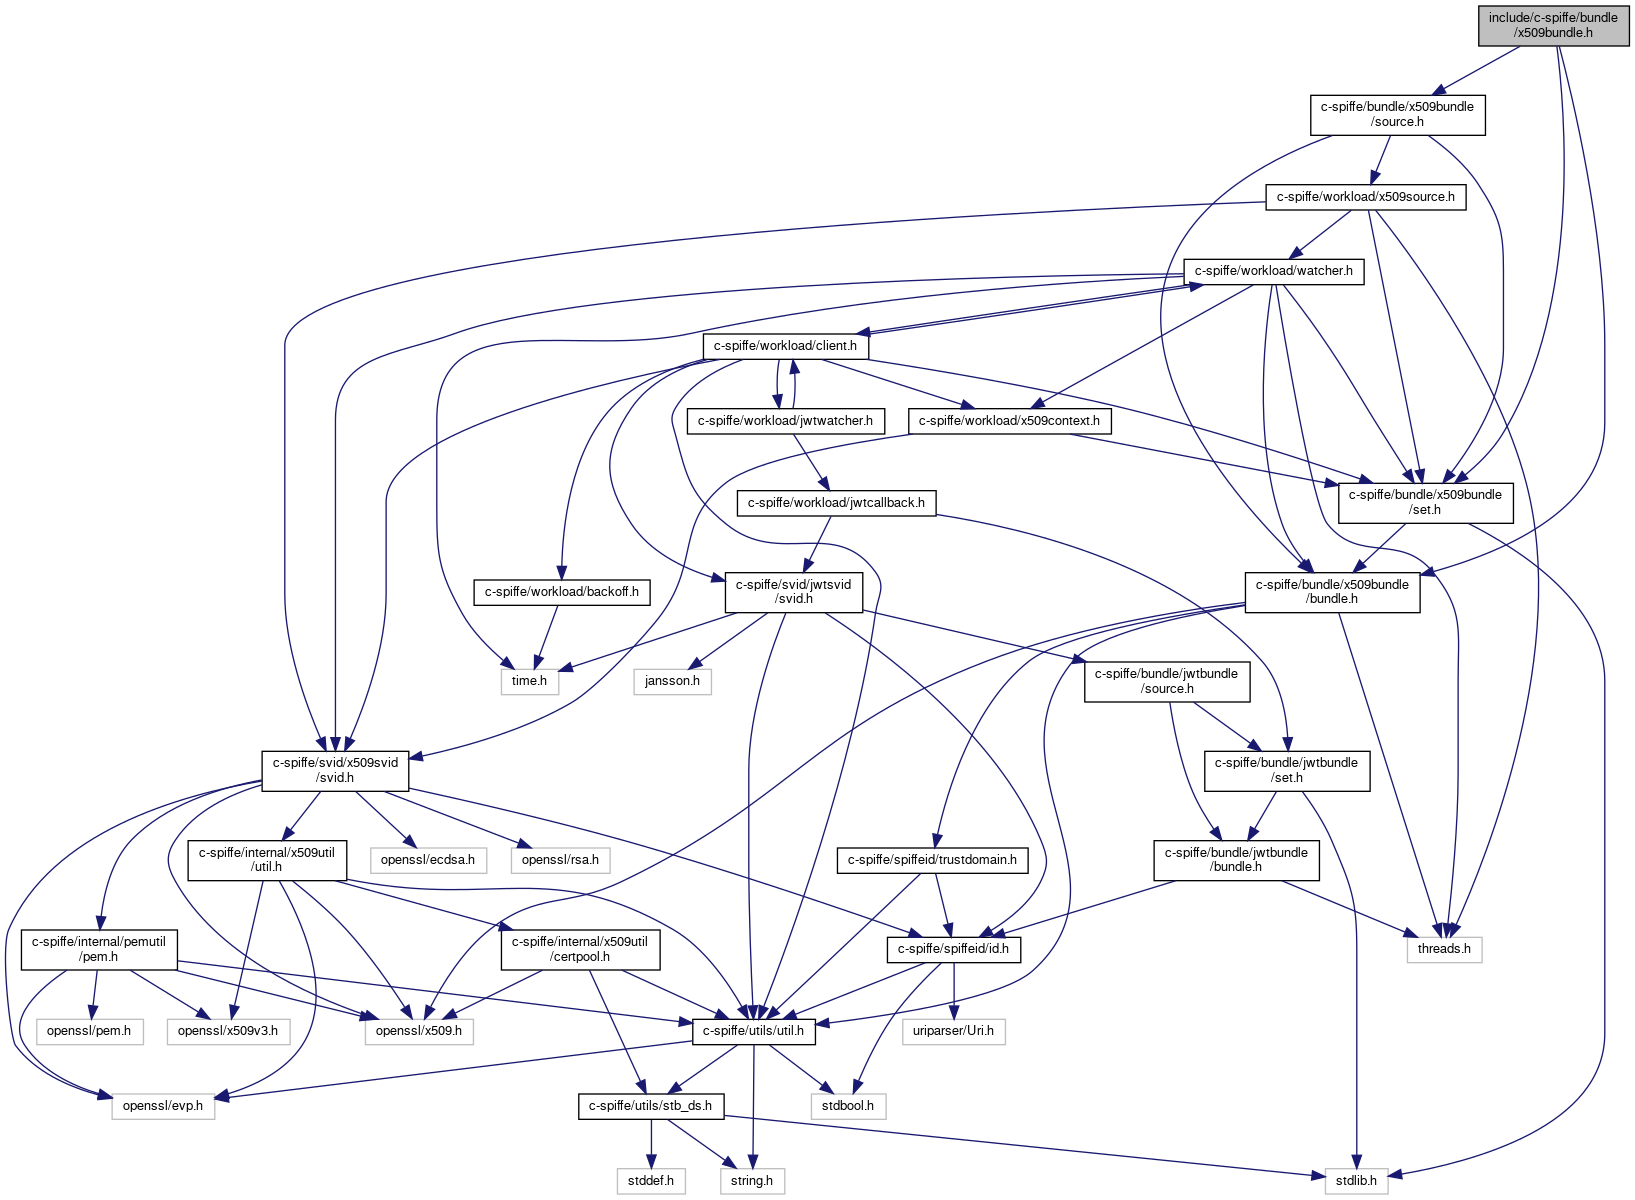 include/c-spiffe/bundle
/x509bundle.h
c-spiffe/bundle/x509bundle
/source.h
c-spiffe/workload/x509source.h
c-spiffe/workload/watcher.h
c-spiffe/workload/client.h
c-spiffe/workload/jwtwatcher.h
c-spiffe/workload/x509context.h
c-spiffe/workload/jwtcallback.h
c-spiffe/bundle/x509bundle
/set.h
c-spiffe/workload/backoff.h
c-spiffe/svid/jwtsvid
/svid.h
c-spiffe/bundle/x509bundle
/bundle.h
time.h
jansson.h
c-spiffe/bundle/jwtbundle
/source.h
c-spiffe/svid/x509svid
/svid.h
c-spiffe/bundle/jwtbundle
/set.h
c-spiffe/internal/x509util
/util.h
openssl/ecdsa.h
openssl/rsa.h
c-spiffe/spiffeid/trustdomain.h
c-spiffe/bundle/jwtbundle
/bundle.h
c-spiffe/internal/pemutil
/pem.h
c-spiffe/internal/x509util
/certpool.h
c-spiffe/spiffeid/id.h
threads.h
openssl/pem.h
openssl/x509v3.h
openssl/x509.h
c-spiffe/utils/util.h
uriparser/Uri.h
openssl/evp.h
c-spiffe/utils/stb_ds.h
stdbool.h
stddef.h
string.h
stdlib.h